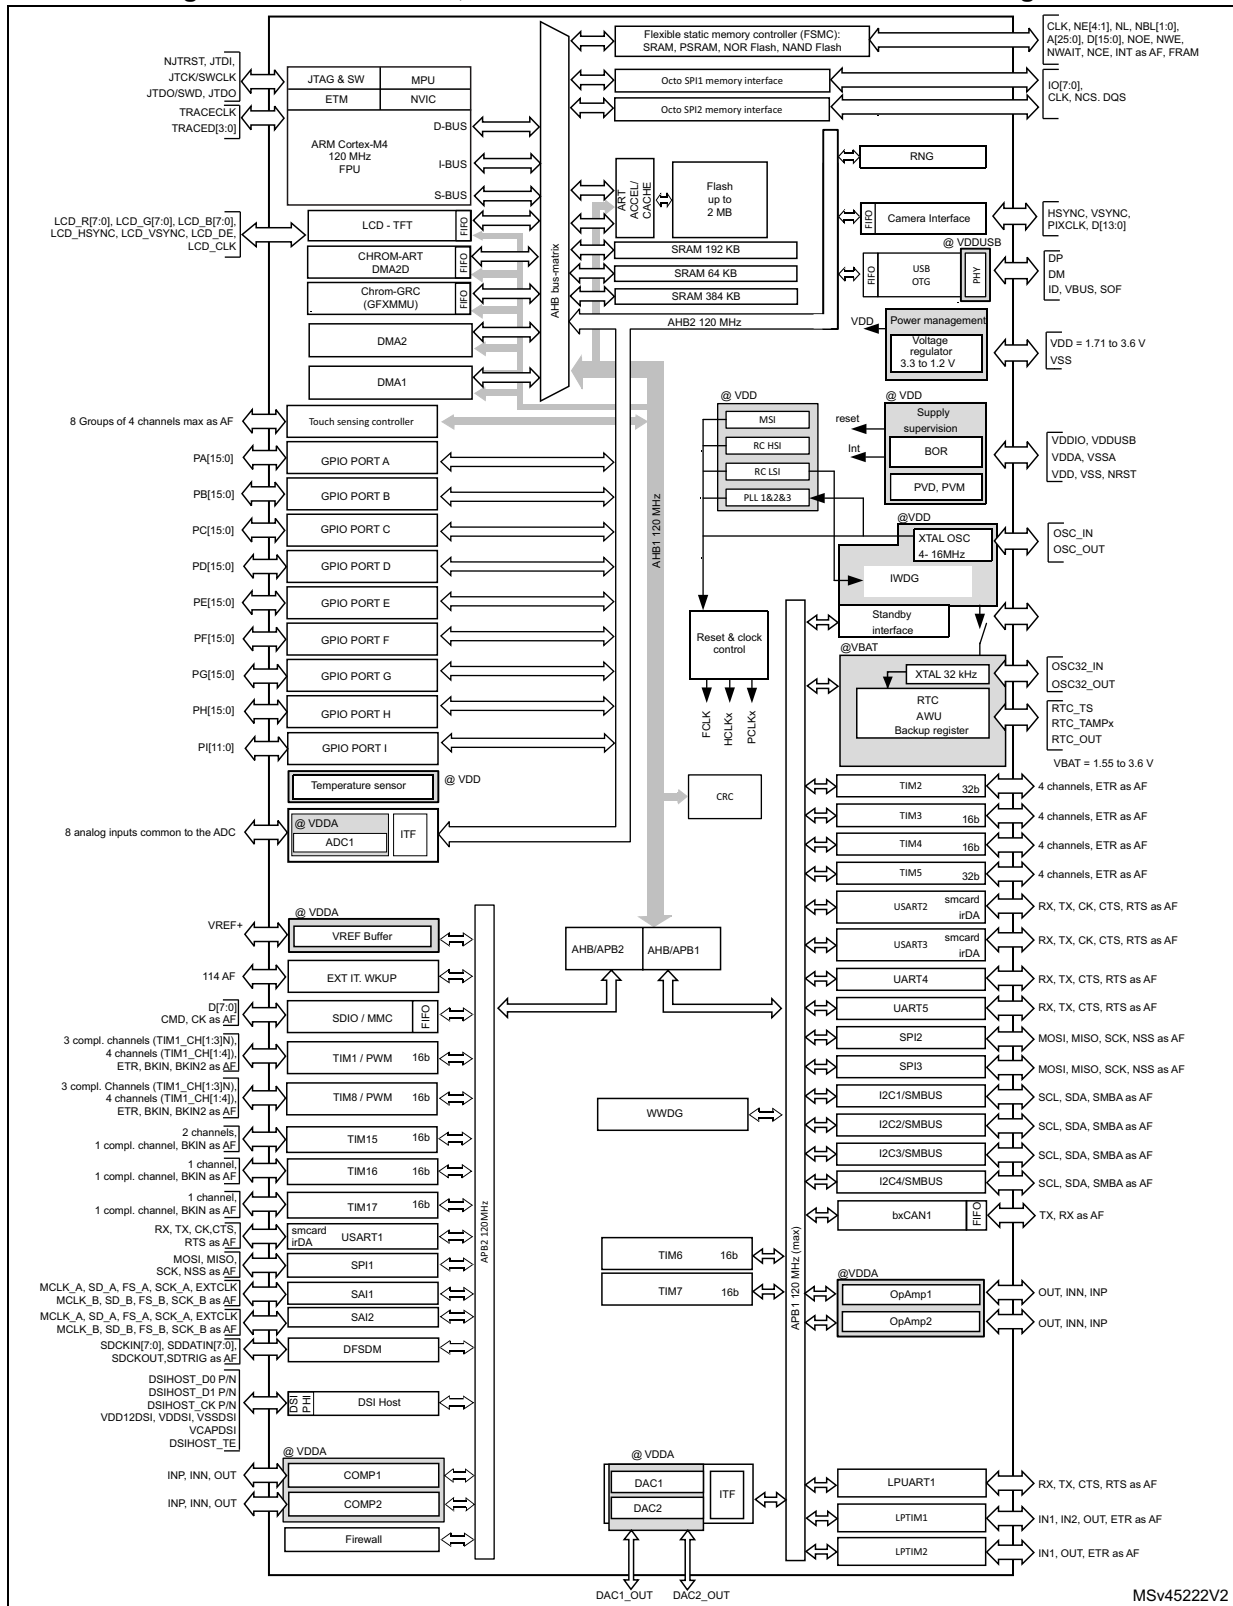 CLK, NE[4:1], NL, NBL[1:0],
A[25:0], D[15:0], NOE, NWE,
NWAIT, NCE, INT as AF, FRAM
Flexible static memory controller (FSMC):
SRAM, PSRAM, NOR Flash, NAND Flash
Octo SPI1 memory interface
Octo SPI2 memory interface
IO[7:0],
CLK, NCS. DQS
NJTRST, JTDI,
JTCK/SWCLK
JTDO/SWD, JTDO
TRACECLK
TRACED[3:0]
JTAG & SW
MPU
ETM
NVIC
ARM Cortex-M4
120 MHz
FPU
D-BUS
I-BUS
S-BUS
AHB bus-matrix
ART
ACCEL/
CACHE
Flash
up to
2 MB
RNG
FIFO
Camera Interface
HSYNC, VSYNC,
PIXCLK, D[13:0]
LCD_R[7:0], LCD_G[7:0], LCD_B[7:0],
LCD_HSYNC, LCD_VSYNC, LCD_DE,
LCD_CLK
LCD - TFT
FIFO
CHROM-ART
DMA2D
FIFO
Chrom-GRC
(GFXMMU)
FIFO
DMA2
DMA1
SRAM 192 KB
SRAM 64 KB
SRAM 384 KB
AHB2 120 MHz
@ VDDUSB
FIFO
USB
OTG
PHY
DP
DM
ID, VBUS, SOF
VDD
Power management
Voltage
regulator
3.3 to 1.2 V
VDD = 1.71 to 3.6 V
VSS
8 Groups of 4 channels max as AF
Touch sensing controller
@ VDD
MSI
RC HSI
RC LSI
PLL 1&2&3
@ VDD
reset
Int
Supply
supervision
BOR
PVD, PVM
VDDIO, VDDUSB
VDDA, VSSA
VDD, VSS, NRST
PA[15:0]
GPIO PORT A
PB[15:0]
GPIO PORT B
PC[15:0]
GPIO PORT C
PD[15:0]
GPIO PORT D
PE[15:0]
GPIO PORT E
PF[15:0]
GPIO PORT F
PG[15:0]
GPIO PORT G
PH[15:0]
GPIO PORT H
PI[11:0]
GPIO PORT I
AHB1 120 MHz
@VDD
XTAL OSC
4- 16MHz
IWDG
OSC_IN
OSC_OUT
Standby
interface
Reset & clock
control
FCLK
HCLKx
PCLKx
@VBAT
XTAL 32 kHz
RTC
AWU
Backup register
OSC32_IN
OSC32_OUT
RTC_TS
RTC_TAMPx
RTC_OUT
VBAT = 1.55 to 3.6 V
Temperature sensor
@ VDD
8 analog inputs common to the ADC
@ VDDA
ADC1
ITF
CRC
TIM2
32b
4 channels, ETR as AF
TIM3
16b
4 channels, ETR as AF
TIM4
16b
4 channels, ETR as AF
TIM5
32b
4 channels, ETR as AF
USART2
smcard
irDA
RX, TX, CK, CTS, RTS as AF
USART3
smcard
irDA
RX, TX, CK, CTS, RTS as AF
UART4
RX, TX, CTS, RTS as AF
UART5
RX, TX, CTS, RTS as AF
SPI2
MOSI, MISO, SCK, NSS as AF
SPI3
MOSI, MISO, SCK, NSS as AF
I2C1/SMBUS
SCL, SDA, SMBA as AF
I2C2/SMBUS
SCL, SDA, SMBA as AF
I2C3/SMBUS
SCL, SDA, SMBA as AF
I2C4/SMBUS
SCL, SDA, SMBA as AF
bxCAN1
FIFO
TX, RX as AF
AHB/APB2
AHB/APB1
WWDG
TIM6
16b
TIM7
16b
APB1 120 MHz (max)
@VDDA
OpAmp1
OUT, INN, INP
OpAmp2
OUT, INN, INP
VREF+
@ VDDA
VREF Buffer
114 AF
EXT IT. WKUP
D[7:0]
CMD, CK as AF
SDIO / MMC
FIFO
3 compl. channels (TIM1_CH[1:3]N),
4 channels (TIM1_CH[1:4]),
ETR, BKIN, BKIN2 as AF
TIM1 / PWM
16b
3 compl. Channels (TIM1_CH[1:3]N),
4 channels (TIM1_CH[1:4]),
ETR, BKIN, BKIN2 as AF
TIM8 / PWM
16b
2 channels,
1 compl. channel, BKIN as AF
TIM15
16b
1 channel,
1 compl. channel, BKIN as AF
TIM16
16b
1 channel,
1 compl. channel, BKIN as AF
TIM17
16b
RX, TX, CK,CTS,
RTS as AF
smcard
irDA
USART1
MOSI, MISO,
SCK, NSS as AF
SPI1
MCLK_A, SD_A, FS_A, SCK_A, EXTCLK
MCLK_B, SD_B, FS_B, SCK_B as AF
SAI1
MCLK_A, SD_A, FS_A, SCK_A, EXTCLK
MCLK_B, SD_B, FS_B, SCK_B as AF
SAI2
SDCKIN[7:0], SDDATIN[7:0],
SDCKOUT,SDTRIG as AF
DFSDM
APB2 120MHz
DSIHOST_D0 P/N
DSIHOST_D1 P/N
DSIHOST_CK P/N
VDD12DSI, VDDSI, VSSDSI
VCAPDSI
DSIHOST_TE
DSI
PHI
DSI Host
@ VDDA
INP, INN, OUT
COMP1
INP, INN, OUT
COMP2
Firewall
@ VDDA
DAC1
DAC2
ITF
DAC1_OUT
DAC2_OUT
LPUART1
RX, TX, CTS, RTS as AF
LPTIM1
IN1, IN2, OUT, ETR as AF
LPTIM2
IN1, OUT, ETR as AF
MSv45222V2